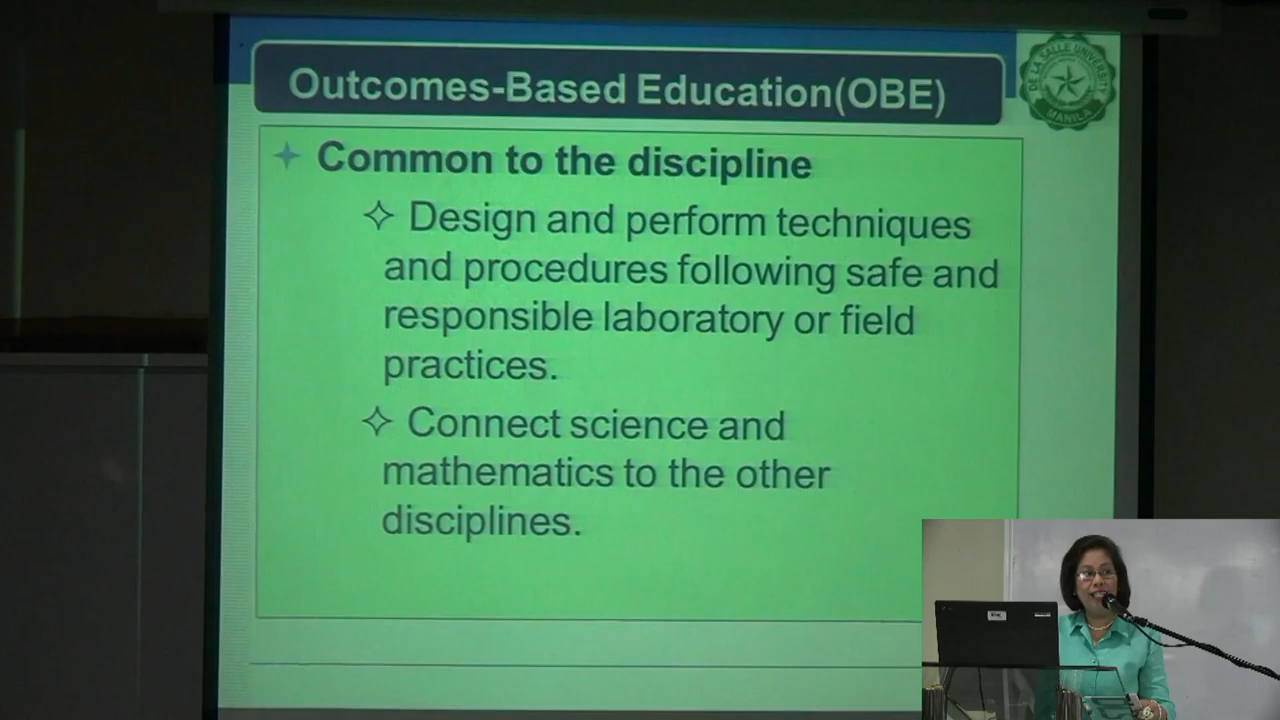 Outcomes-Based Education(OBE)
DE LA SALLE UNIVERSITY
MANILA
Common to the discipline
Design and perform techniques
and procedures following safe and
responsible laboratory or field
practices.
Connect science and
mathematics to the other
disciplines.